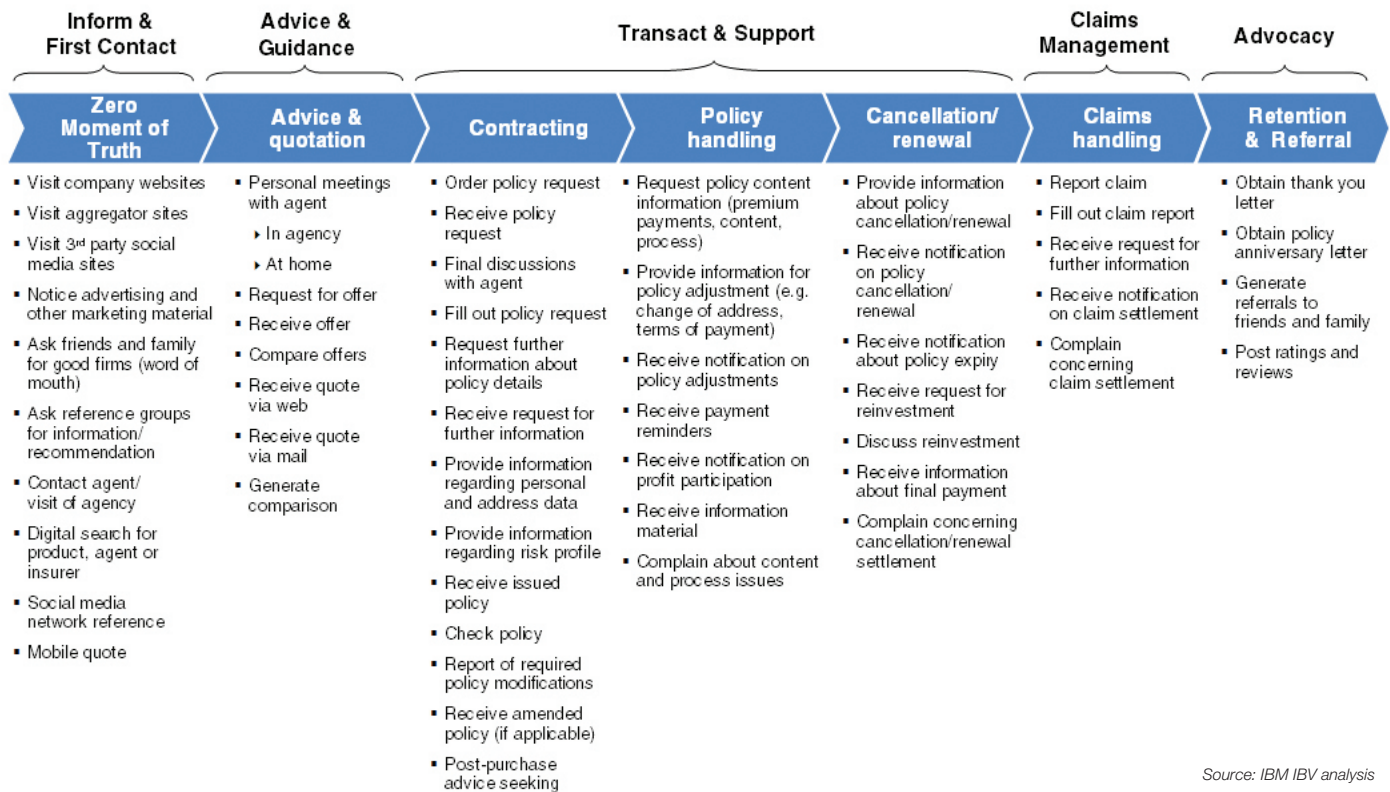 Inform &
First Contact
Advice &
Guidance
Transact & Support
Claims
Management
Advocacy
Zero
Moment of
Truth
Advice &
quotation
Contracting
Policy
handling
Cancellation/
renewal
Claims
handling
Retention
& Referral
▪ Visit company websites
▪ Visit aggregator sites
▪ Visit 3rd party social
media sites
▪ Notice advertising and
other marketing material
▪ Ask friends and family
for good firms (word of
mouth)
▪ Ask reference groups
for information/
recommendation
▪ Contact agent/
visit of agency
▪ Digital search for
product, agent or
insurer
▪ Social media
network reference
▪ Mobile quote
▪ Personal meetings
with agent
▸ In agency
▸ At home
▪ Request for offer
▪ Receive offer
▪ Compare offers
▪ Receive quote
via web
▪ Receive quote
via mail
▪ Generate
comparison
▪ Order policy request
▪ Receive policy
request
▪ Final discussions
with agent
▪ Fill out policy request
▪ Request further
information about
policy details
▪ Receive request for
further information
▪ Provide information
regarding personal
and address data
▪ Provide information
regarding risk profile
▪ Receive issued
policy
▪ Check policy
▪ Report of required
policy modifications
▪ Receive amended
policy (if applicable)
▪ Post-purchase
advice seeking
▪ Request policy content
information (premium
payments, content,
process)
▪ Provide information for
policy adjustment (e.g.
change of address,
terms of payment)
▪ Receive notification on
policy adjustments
▪ Receive payment
reminders
▪ Receive notification on
profit participation
▪ Receive information
material
▪ Complain about content
and process issues
▪ Provide information
about policy
cancellation/renewal
▪ Receive notification
on policy
cancellation/
renewal
▪ Receive notification
about policy expiry
▪ Receive request for
reinvestment
▪ Discuss reinvestment
▪ Receive information
about final payment
▪ Complain concerning
cancellation/renewal
settlement
▪ Report claim
▪ Fill out claim report
▪ Receive request for
further information
▪ Receive notification
on claim settlement
▪ Complain
concerning
claim settlement
▪ Obtain thank you
letter
▪ Obtain policy
anniversary letter
▪ Generate
referrals to
friends and family
▪ Post ratings and
reviews
Source: IBM IBV analysis